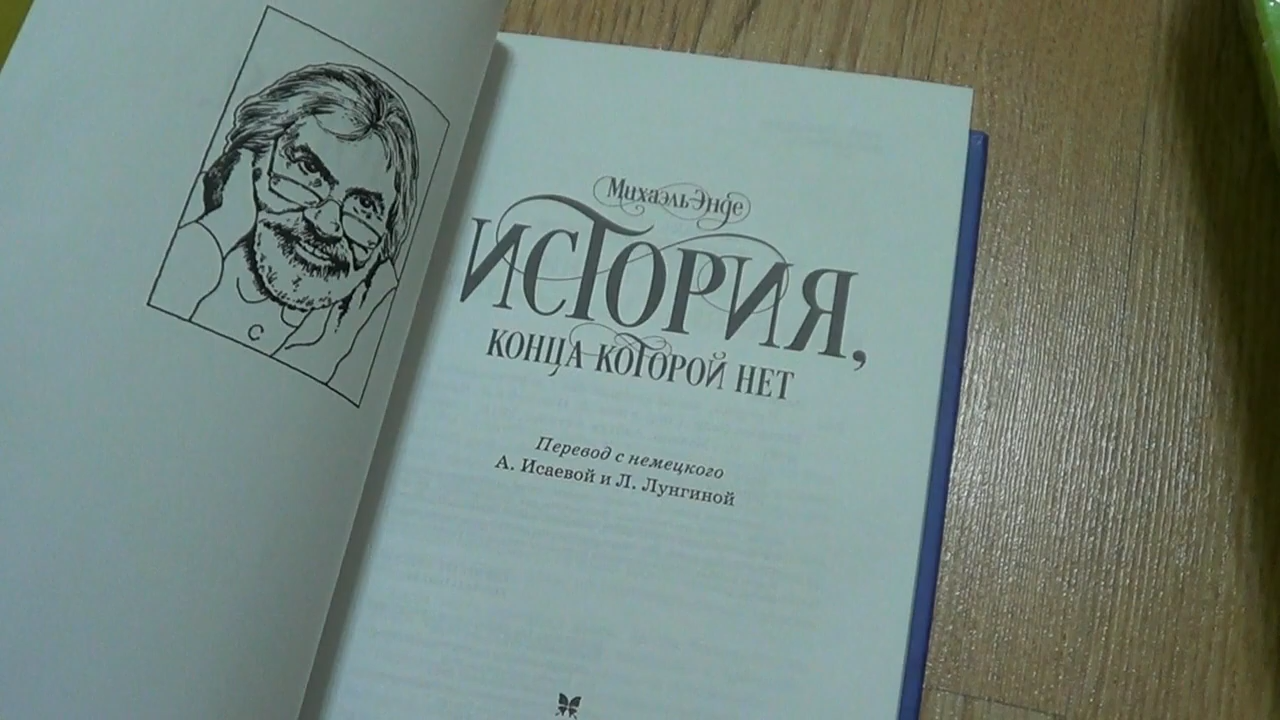 Михаэль Энде
ИСТОРИЯ,
КОНЦА КОТОРОЙ НЕТ
Перевод с немецкого
А. Исаевой и Л. Лунгиной